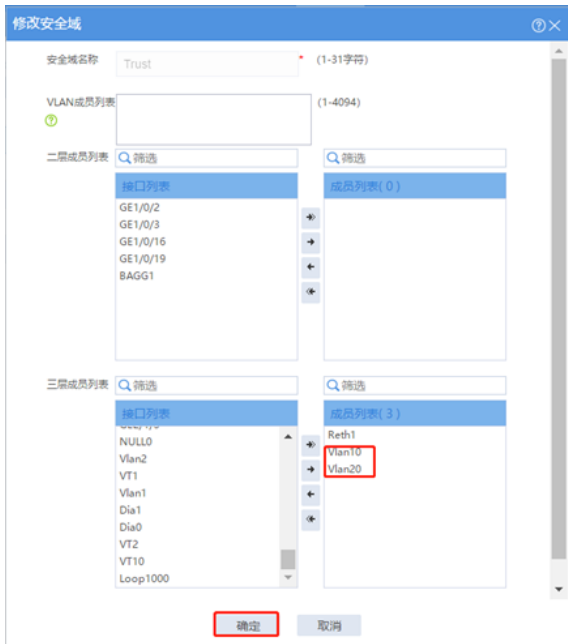 修改安全域
安全域名称
Trust
* (1-31字符)
VLAN成员列表
(1-4094)
二层成员列表
筛选
筛选
接口列表
成员列表(0)
GE1/0/2
GE1/0/3
GE1/0/16
GE1/0/19
BAGG1
三层成员列表
筛选
筛选
接口列表
成员列表(3)
NULL0
Vlan2
VT1
Vlan1
Dia1
Dia0
VT2
VT10
Loop1000
Reth1
Vlan10
Vlan20
确定
取消